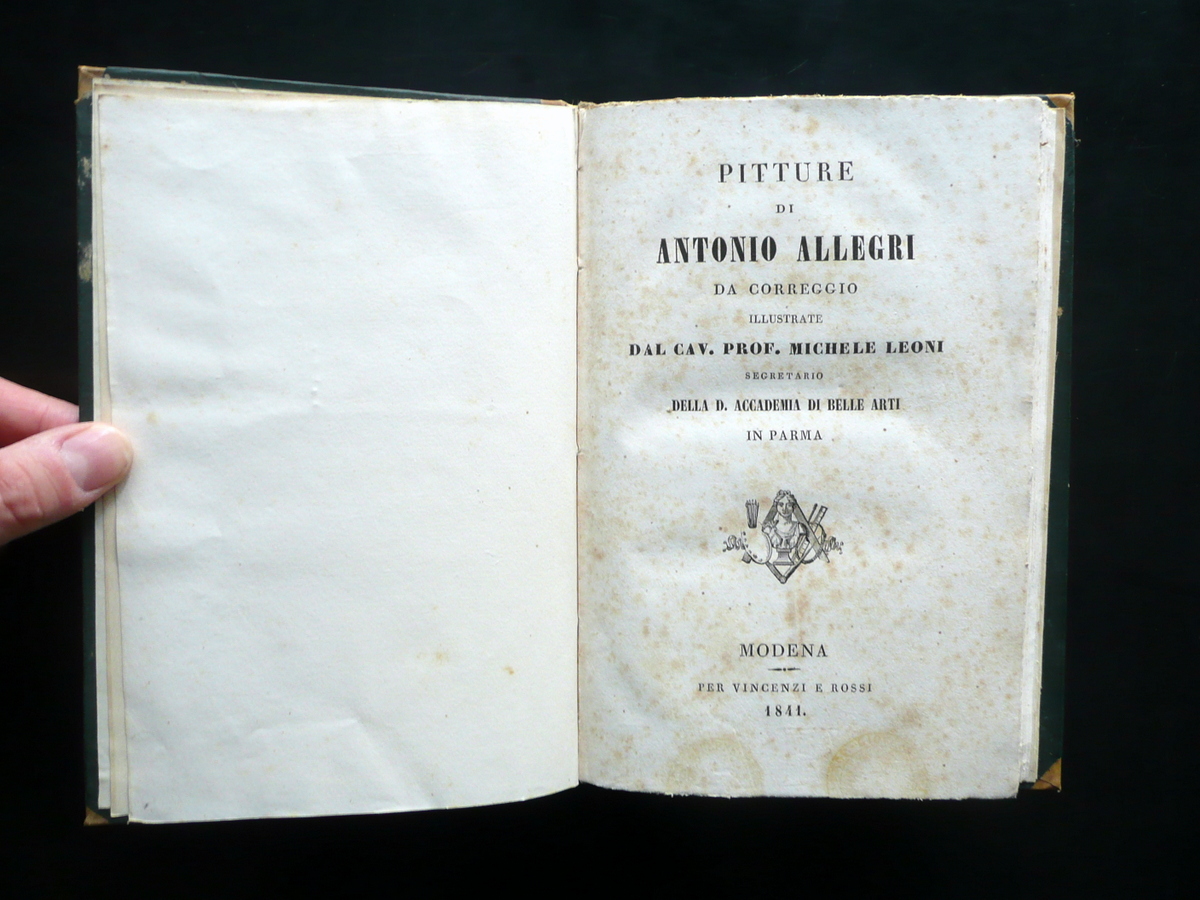 PITTURE
DI
ANTONIO ALLEGRI
DA CORREGGIO
ILLUSTRATE
DAL CAV. PROF. MICHELE LEONI
SEGRETARIO
DELLA D. ACCADEMIA DI BELLE ARTI
IN PARMA
MODENA
PER VINCENZI E ROSSI
1841.